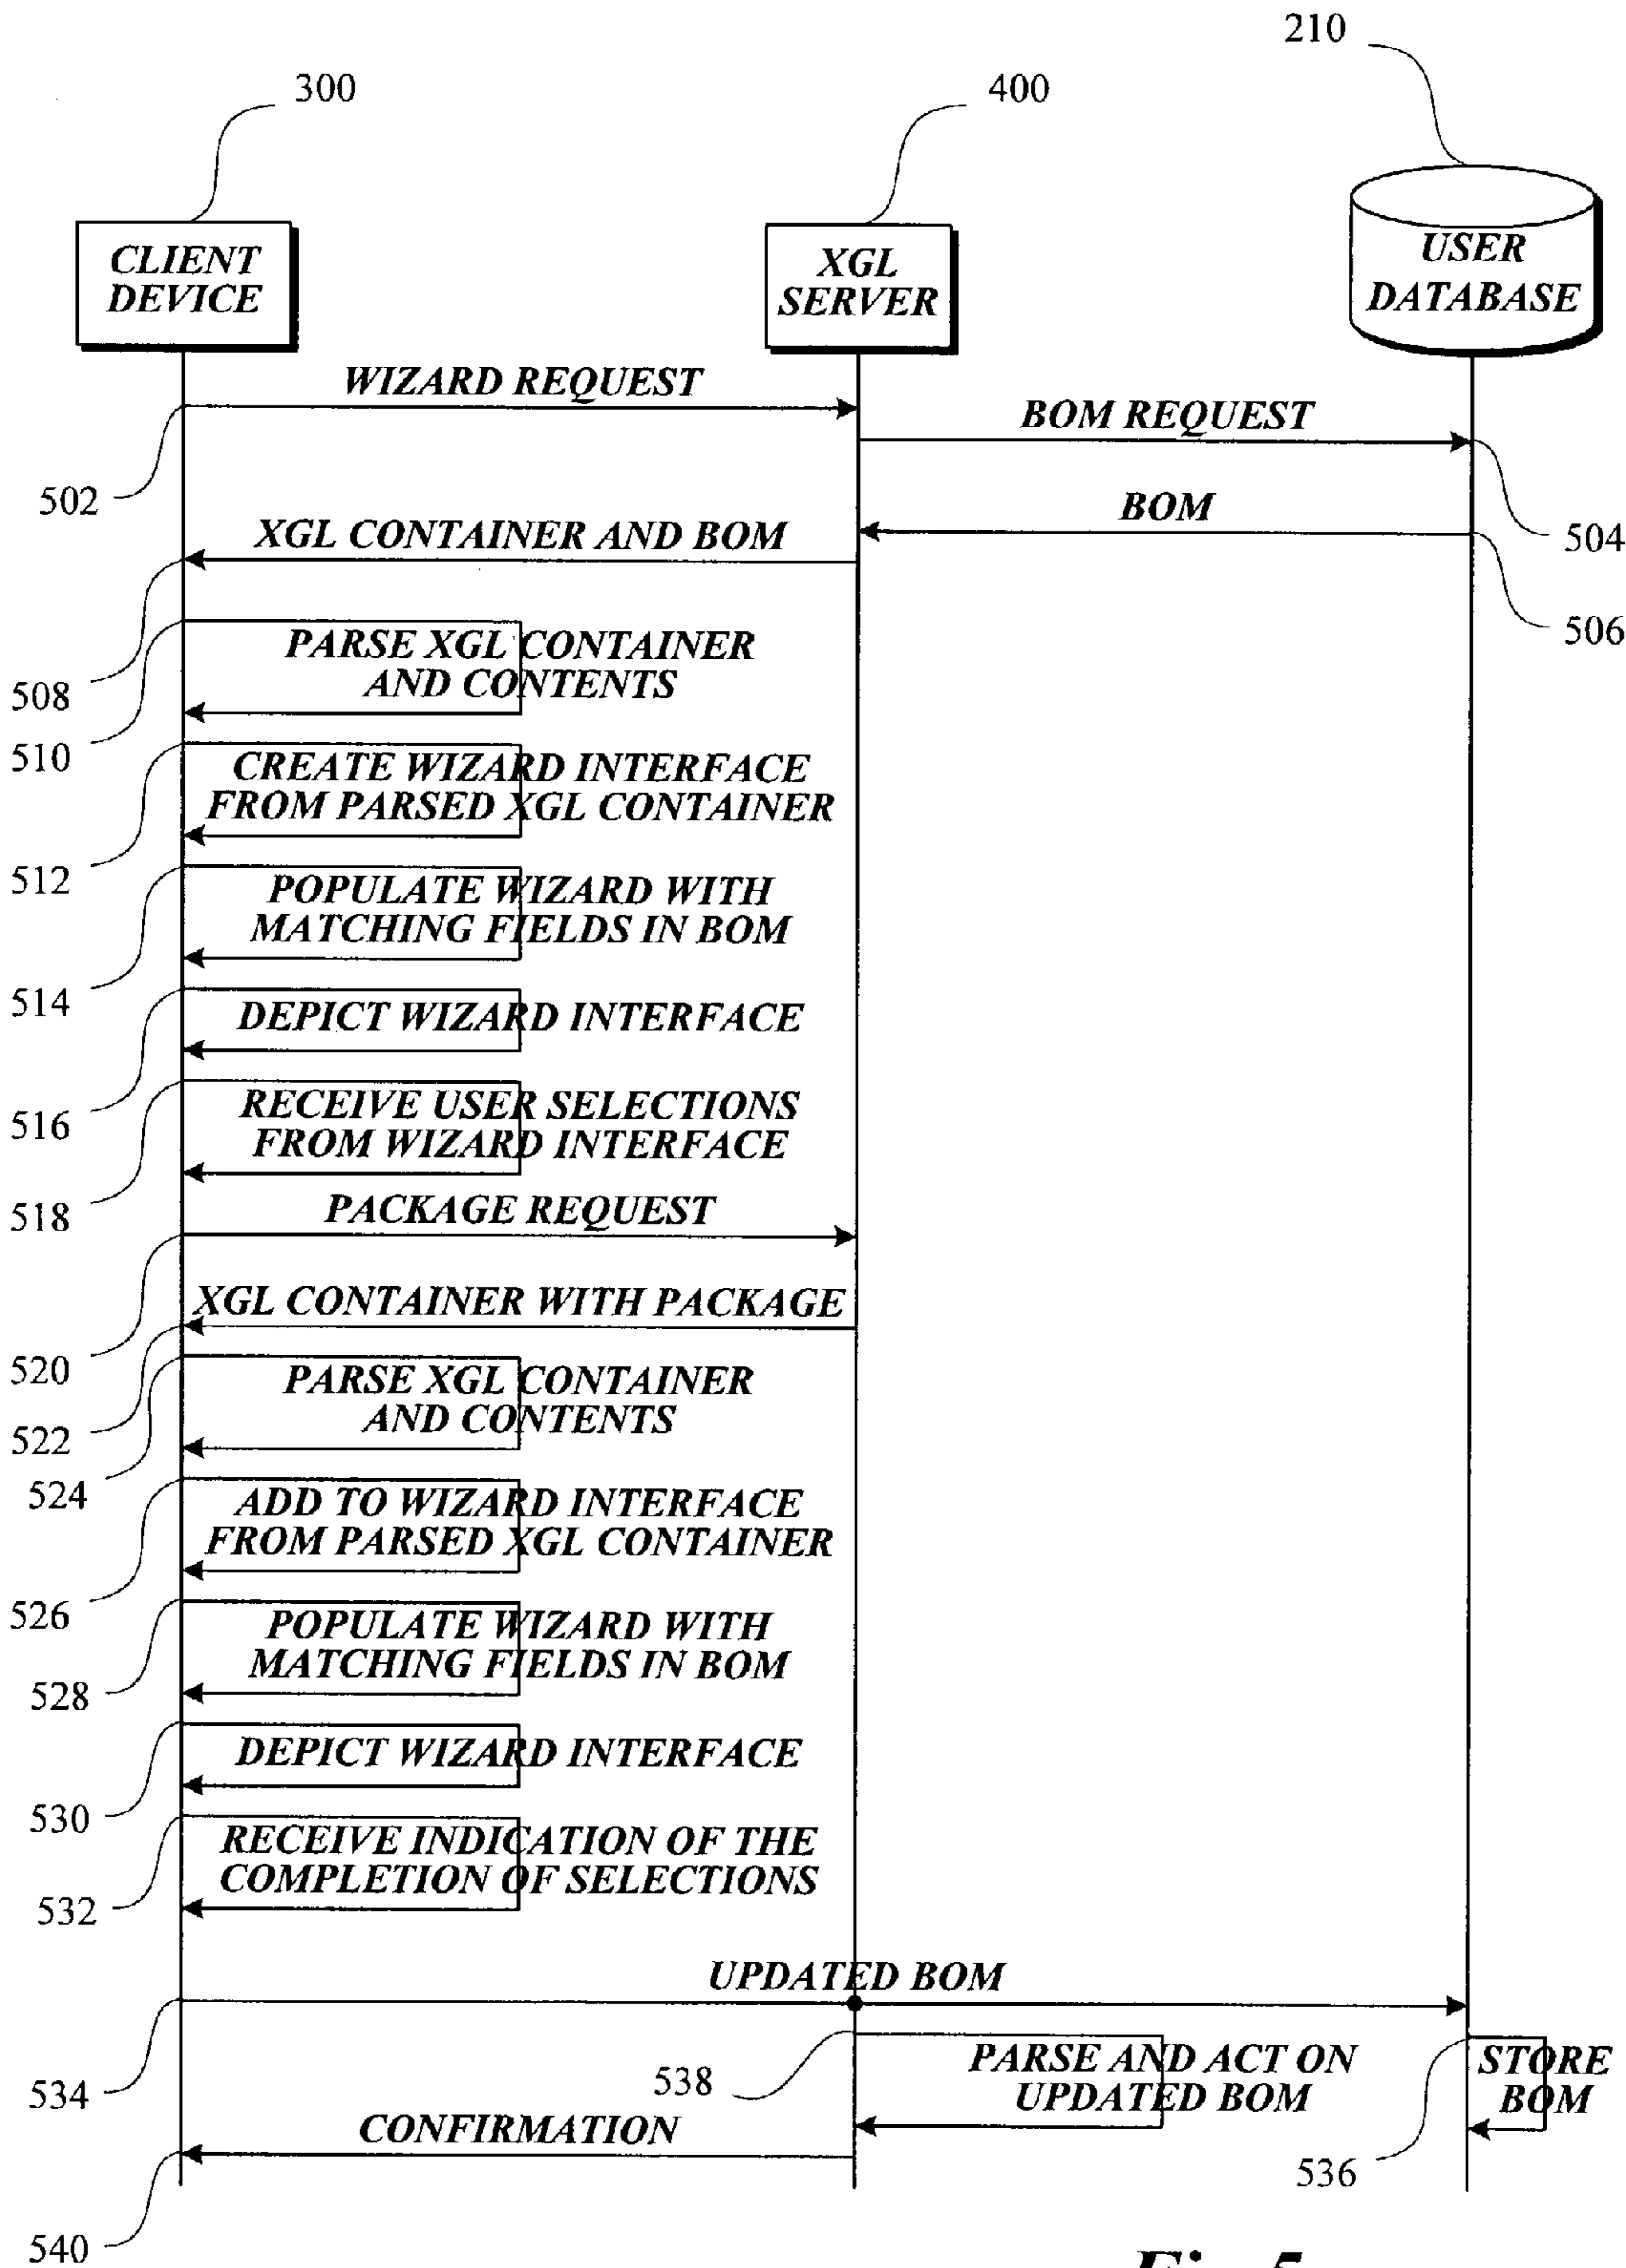 210
300
400
CLIENT
DEVICE
XGL
SERVER
USER
DATABASE
WIZARD REQUEST
BOM REQUEST
502
BOM
504
XGL CONTAINER AND BOM
506
PARSE XGL CONTAINER
AND CONTENTS
508
510
CREATE WIZARD INTERFACE
FROM PARSED XGL CONTAINER
512
POPULATE WIZARD WITH
MATCHING FIELDS IN BOM
514
DEPICT WIZARD INTERFACE
516
RECEIVE USER SELECTIONS
FROM WIZARD INTERFACE
518
PACKAGE REQUEST
XGL CONTAINER WITH PACKAGE
520
PARSE XGL CONTAINER
AND CONTENTS
522
524
ADD TO WIZARD INTERFACE
FROM PARSED XGL CONTAINER
526
POPULATE WIZARD WITH
MATCHING FIELDS IN BOM
528
DEPICT WIZARD INTERFACE
530
RECEIVE INDICATION OF THE
COMPLETION OF SELECTIONS
532
UPDATED BOM
534
538
PARSE AND ACT ON
UPDATED BOM
STORE
BOM
CONFIRMATION
536
540